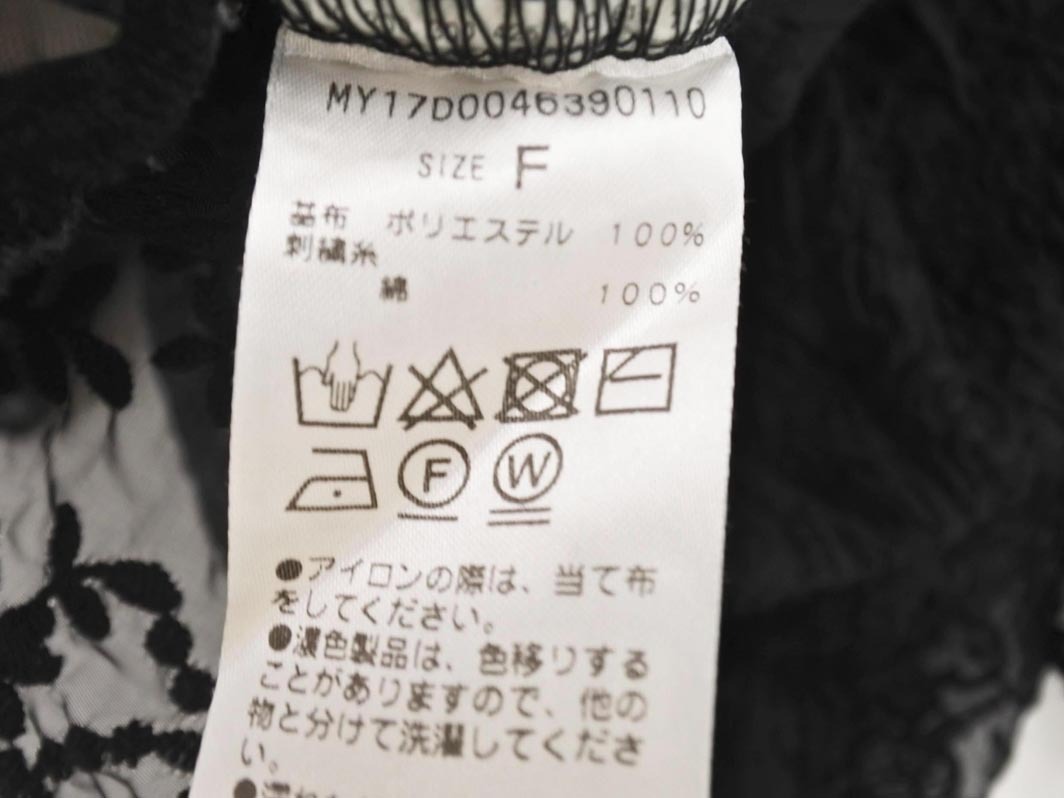 MY17D0046390110
SIZE F
基布 ポリエステル 100%
刺繍糸
綿 100%
F W
●アイロンの際は、当て布
をしてください。
●濃色製品は、色移りする
ことがありますので、他の
物と分けて洗濯してくださ
い。